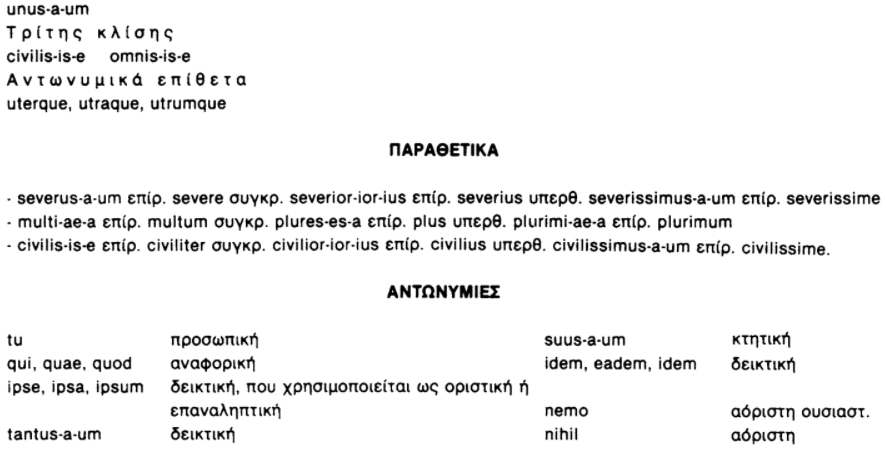 unus-a-um
Τρίτης κλίσης
civilis-is-e omnis-is-e
Αντωνυμικά επίθετα
uterque, utraque, utrumque
ΠΑΡΑΘΕΤΙΚΑ
- severus-a-um επίρ. severe συγκρ. severior-ior-ius επίρ. severius υπερθ. severissimus-a-um επίρ. severissime
- multi-ae-a επίρ. multum συγκρ. plures-es-a επίρ. plus υπερθ. plurimi-ae-a επίρ. plurimum
- civilis-is-e επίρ. civiliter συγκρ. civilior-ior-ius επίρ. civilius υπερθ. civilissimus-a-um επίρ. civilissime.
ΑΝΤΩΝΥΜΙΕΣ
tu προσωπική suus-a-um κτητική
qui, quae, quod αναφορική idem, eadem, idem δεικτική
ipse, ipsa, ipsum δεικτική, που χρησιμοποιείται ως οριστική ή
επαναληπτική nemo αόριστη ουσιαστ.
tantus-a-um δεικτική nihil αόριστη